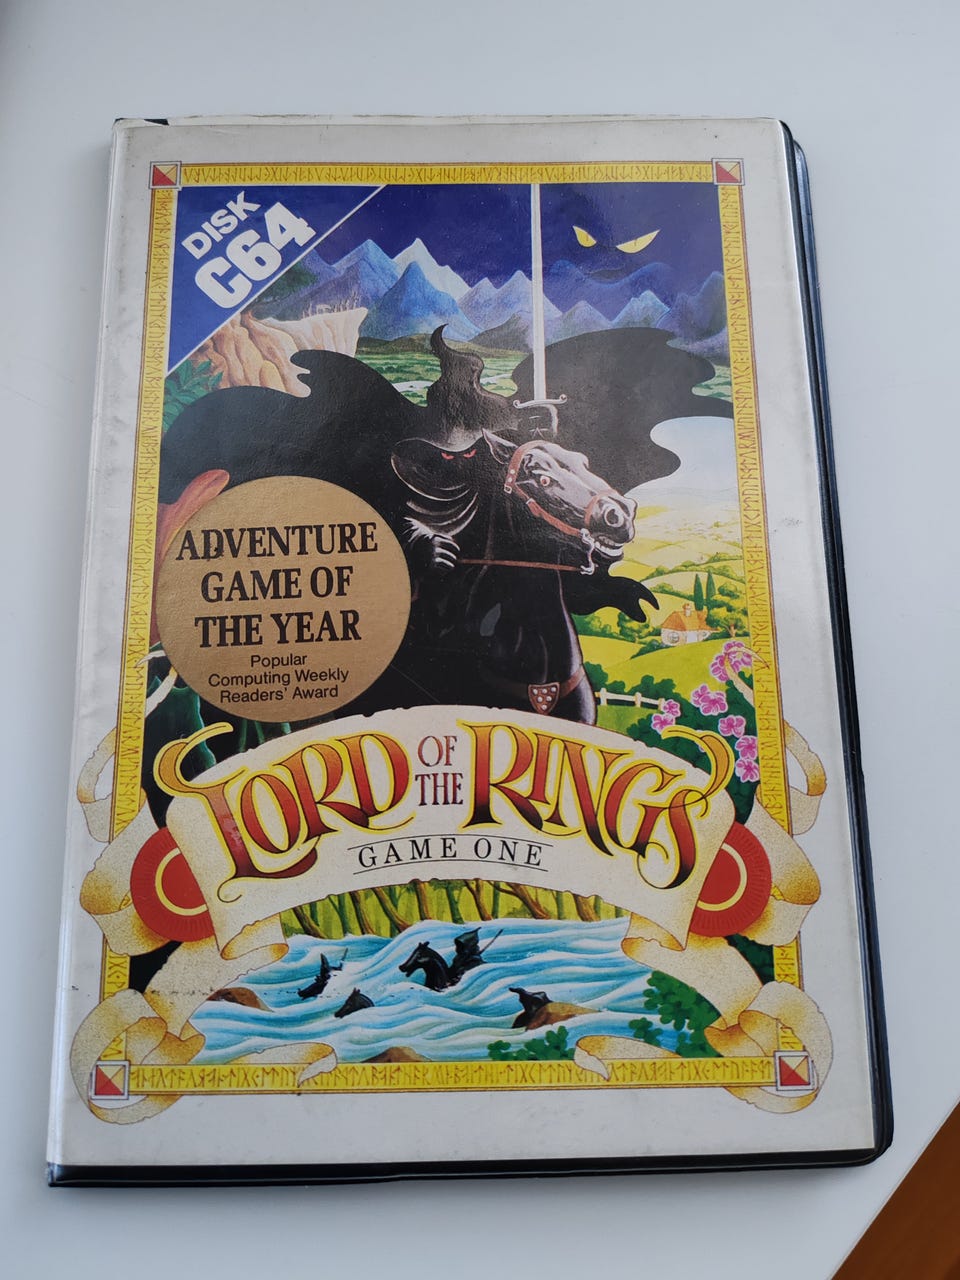 DISK
C64
ADVENTURE
GAME OF
THE YEAR
Popular
Computing Weekly
Readers' Award
LORD OF THE RINGS
GAME ONE